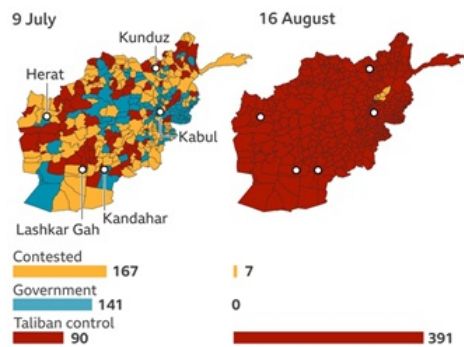 9 July
16 August
Kunduz
Herat
Kabul
Kandahar
Lashkar Gah
Contested
167
7
Government
141
0
Taliban control
90
391